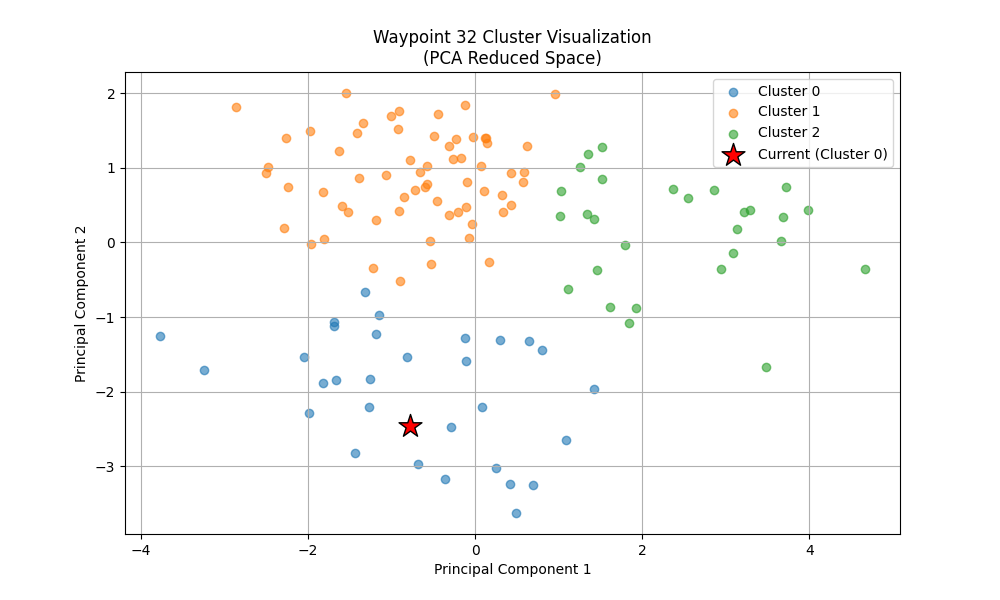 Waypoint 32 Cluster Visualization
(PCA Reduced Space)
Cluster 0
Cluster 1
Cluster 2
Current (Cluster 0)
Principal Component 2
2
1
0
−1
−2
−3
−4
−2
0
2
4
Principal Component 1